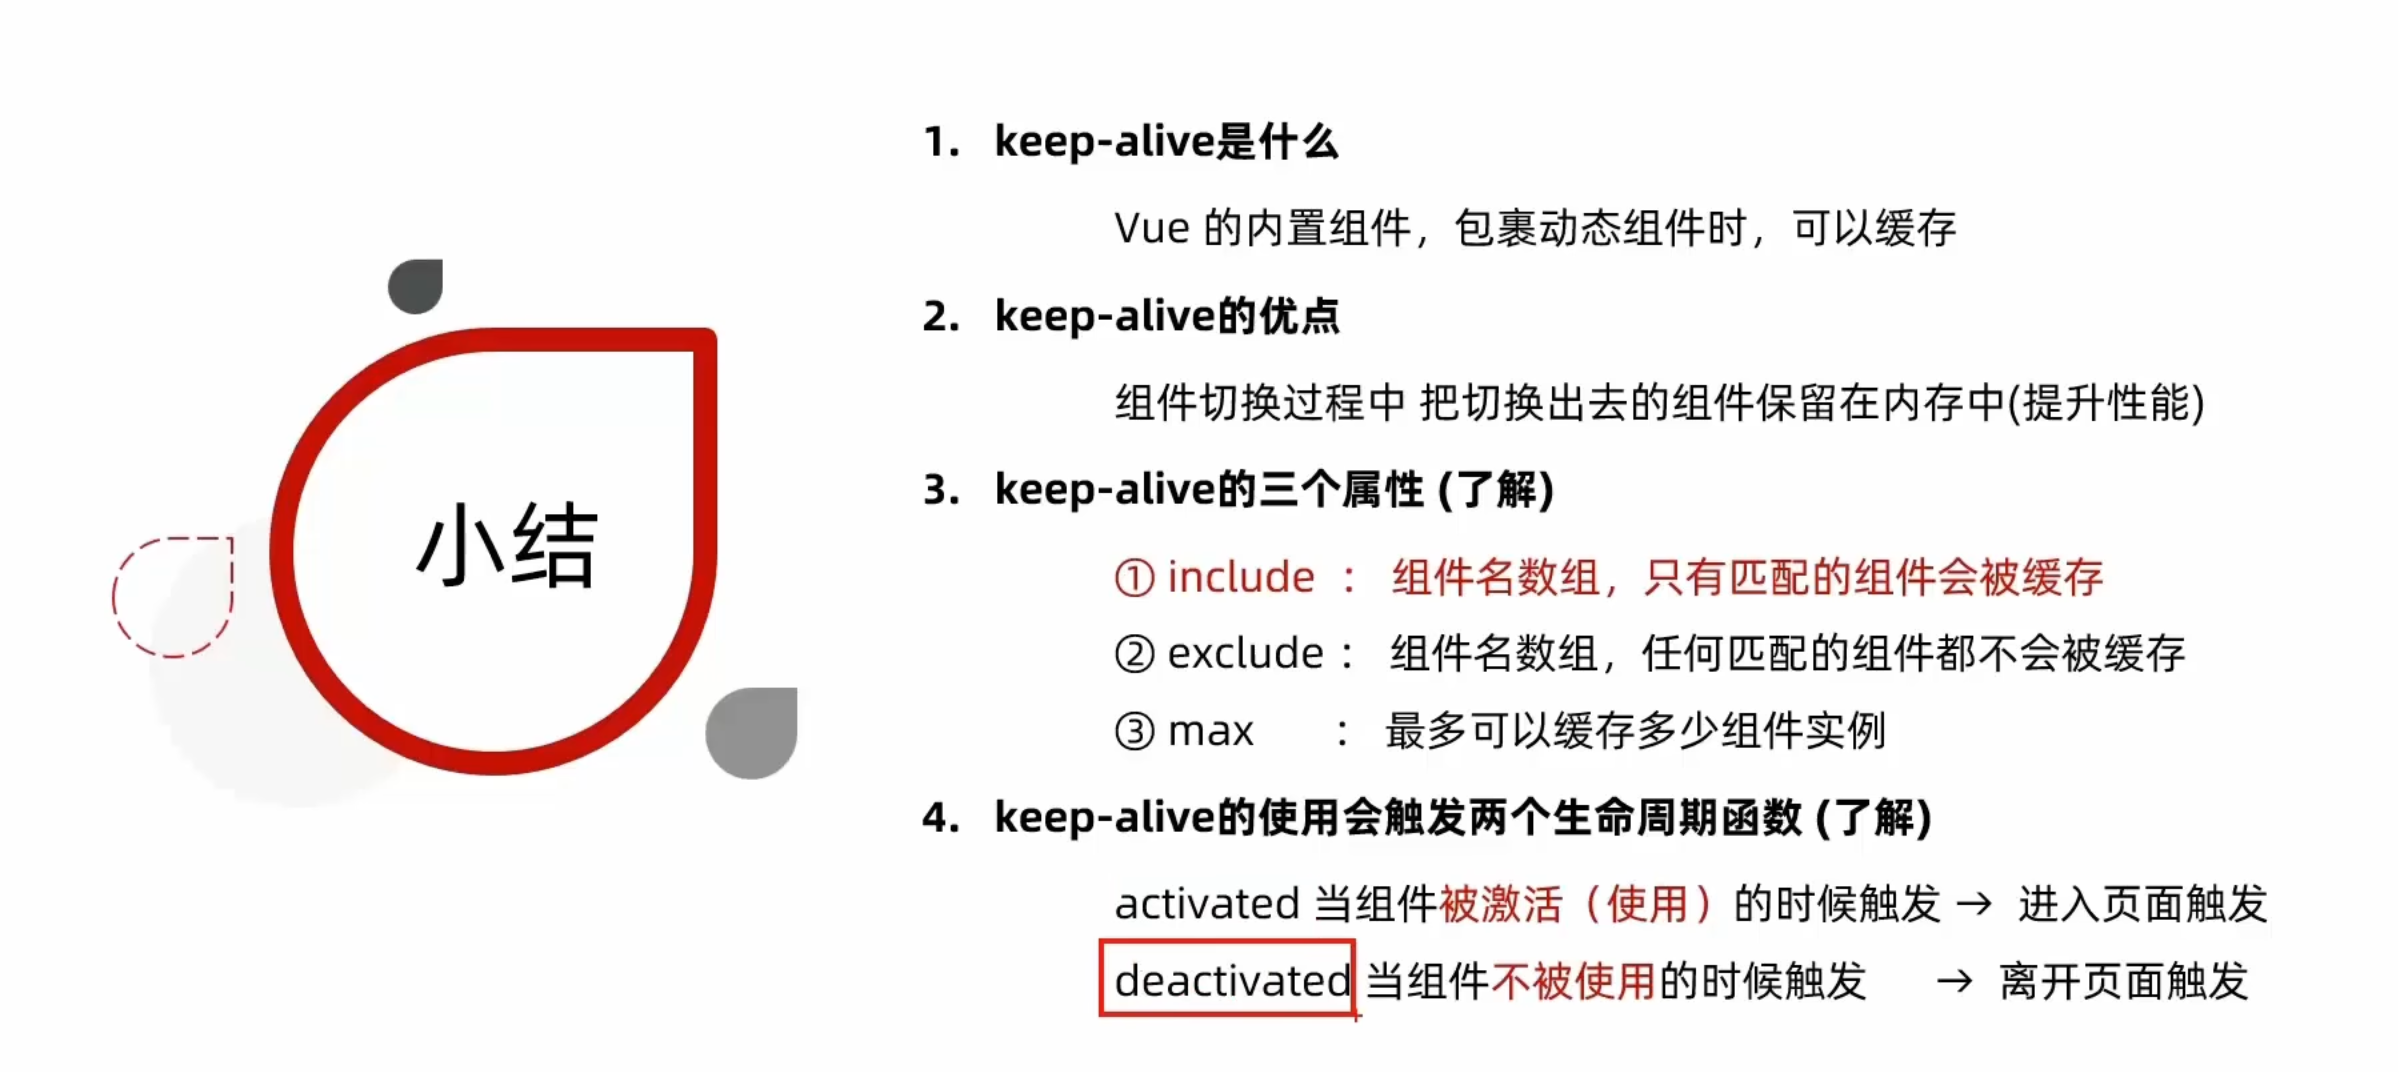 小结
1. keep-alive是什么
Vue 的内置组件，包裹动态组件时，可以缓存
2. keep-alive的优点
组件切换过程中 把切换出去的组件保留在内存中(提升性能)
3. keep-alive的三个属性 (了解)
① include ： 组件名数组，只有匹配的组件会被缓存
② exclude： 组件名数组，任何匹配的组件都不会被缓存
③ max ： 最多可以缓存多少组件实例
4. keep-alive的使用会触发两个生命周期函数 (了解)
activated 当组件被激活（使用）的时候触发 → 进入页面触发
deactivated 当组件不被使用的时候触发 → 离开页面触发